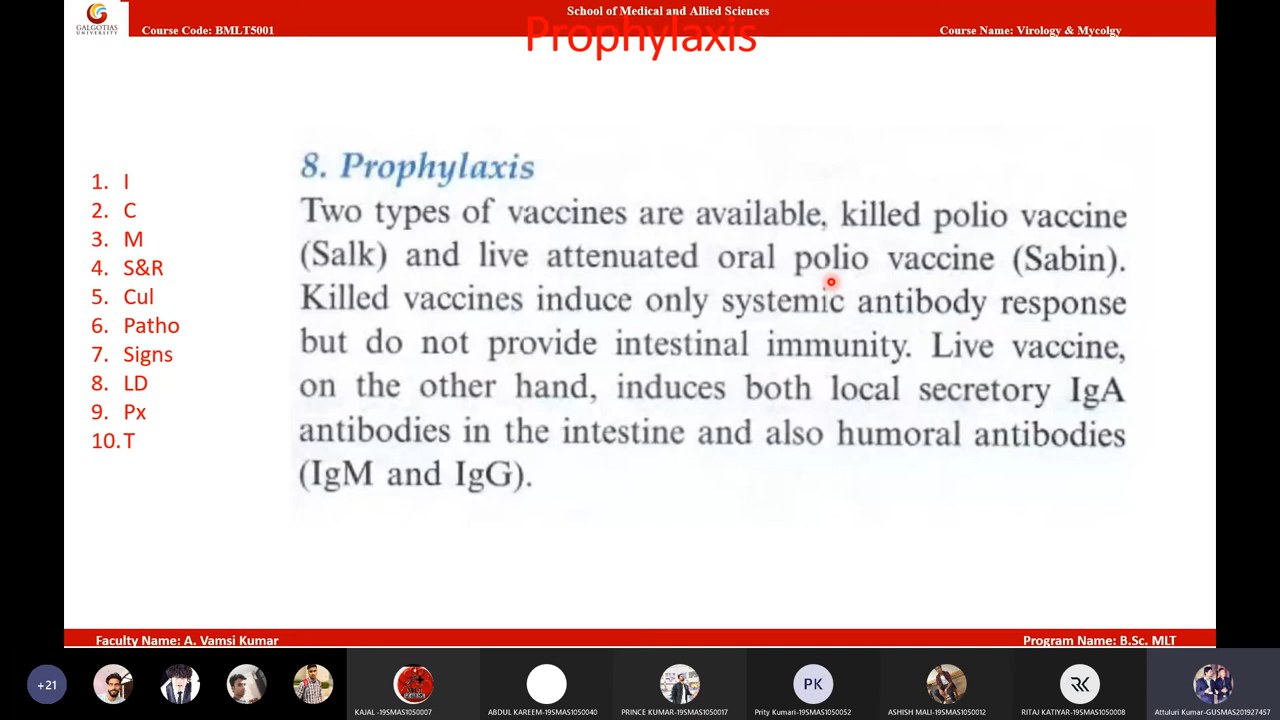 School of Medical and Allied Sciences
GALGOTIAS
UNIVERSITY
Course Code: BMLT5001
Course Name: Virology & Mycolgy
Prophylaxis
1. I
2. C
3. M
4. S&R
5. Cul
6. Patho
7. Signs
8. LD
9. Px
10. T
8. Prophylaxis
Two types of vaccines are available, killed polio vaccine
(Salk) and live attenuated oral polio vaccine (Sabin).
Killed vaccines induce only systemic antibody response
but do not provide intestinal immunity. Live vaccine,
on the other hand, induces both local secretory IgA
antibodies in the intestine and also humoral antibodies
(IgM and IgG).
Faculty Name: A. Vamsi Kumar
Program Name: B.Sc. MLT
+21
PK
RK
KAJAL -19SMAS1050007
ABDUL KAREEM-19SMAS1050040
PRINCE KUMAR-19SMAS1050017
Prity Kumari-19SMAS1050052
ASHISH MALI-19SMAS1050012
RITAJ KATIYAR-19SMAS1050008
Attuluri Kumar-GUSMAS201927457